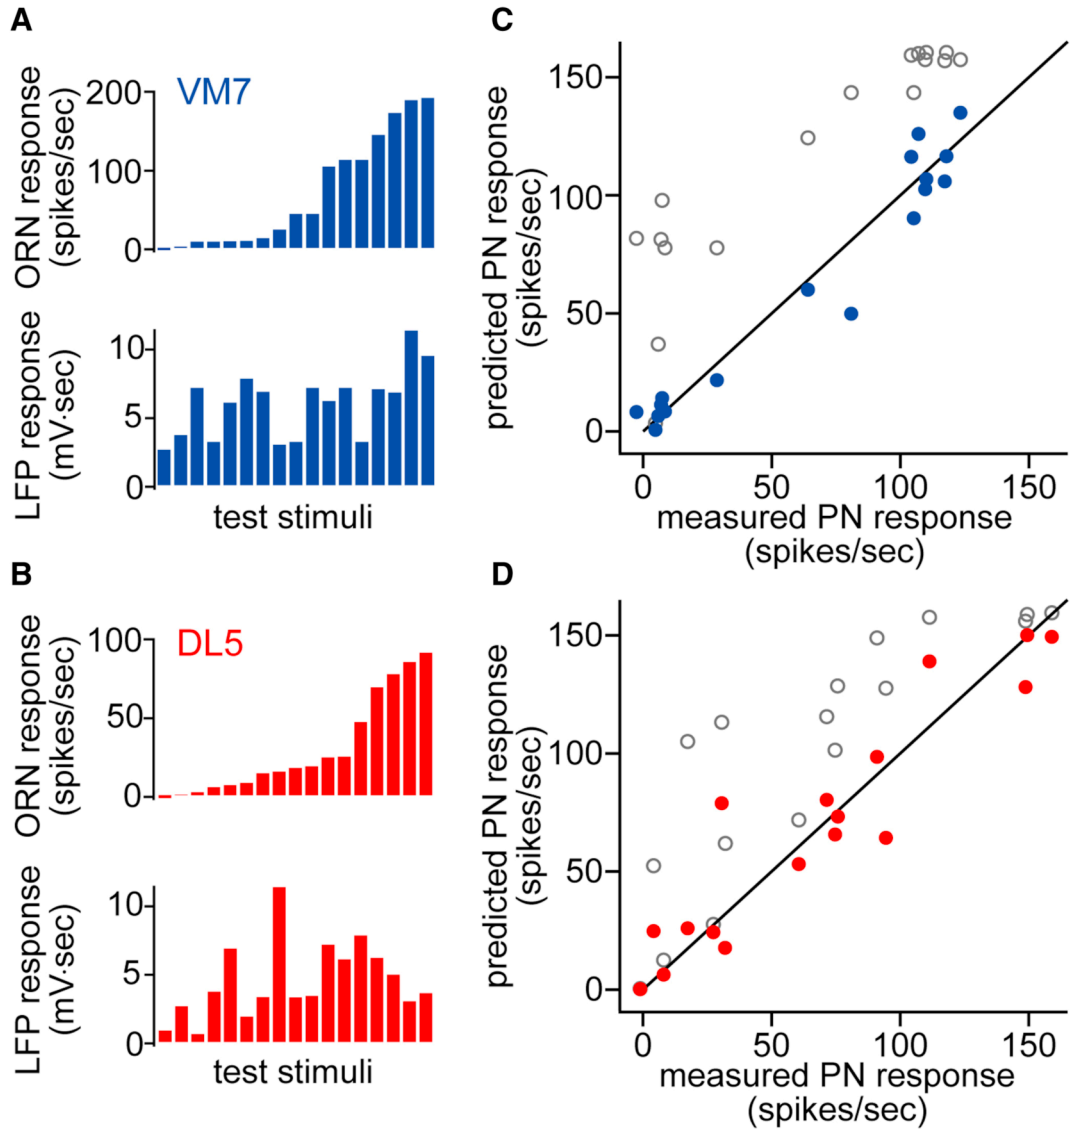 A
VM7
ORN response
(spikes/sec)
200
100
0
LFP response
(mV·sec)
10
5
0
test stimuli
B
DL5
ORN response
(spikes/sec)
100
50
0
LFP response
(mV·sec)
10
5
0
test stimuli
C
predicted PN response
(spikes/sec)
150
100
50
0
0 50 100 150
measured PN response
(spikes/sec)
D
predicted PN response
(spikes/sec)
150
100
50
0
0 50 100 150
measured PN response
(spikes/sec)